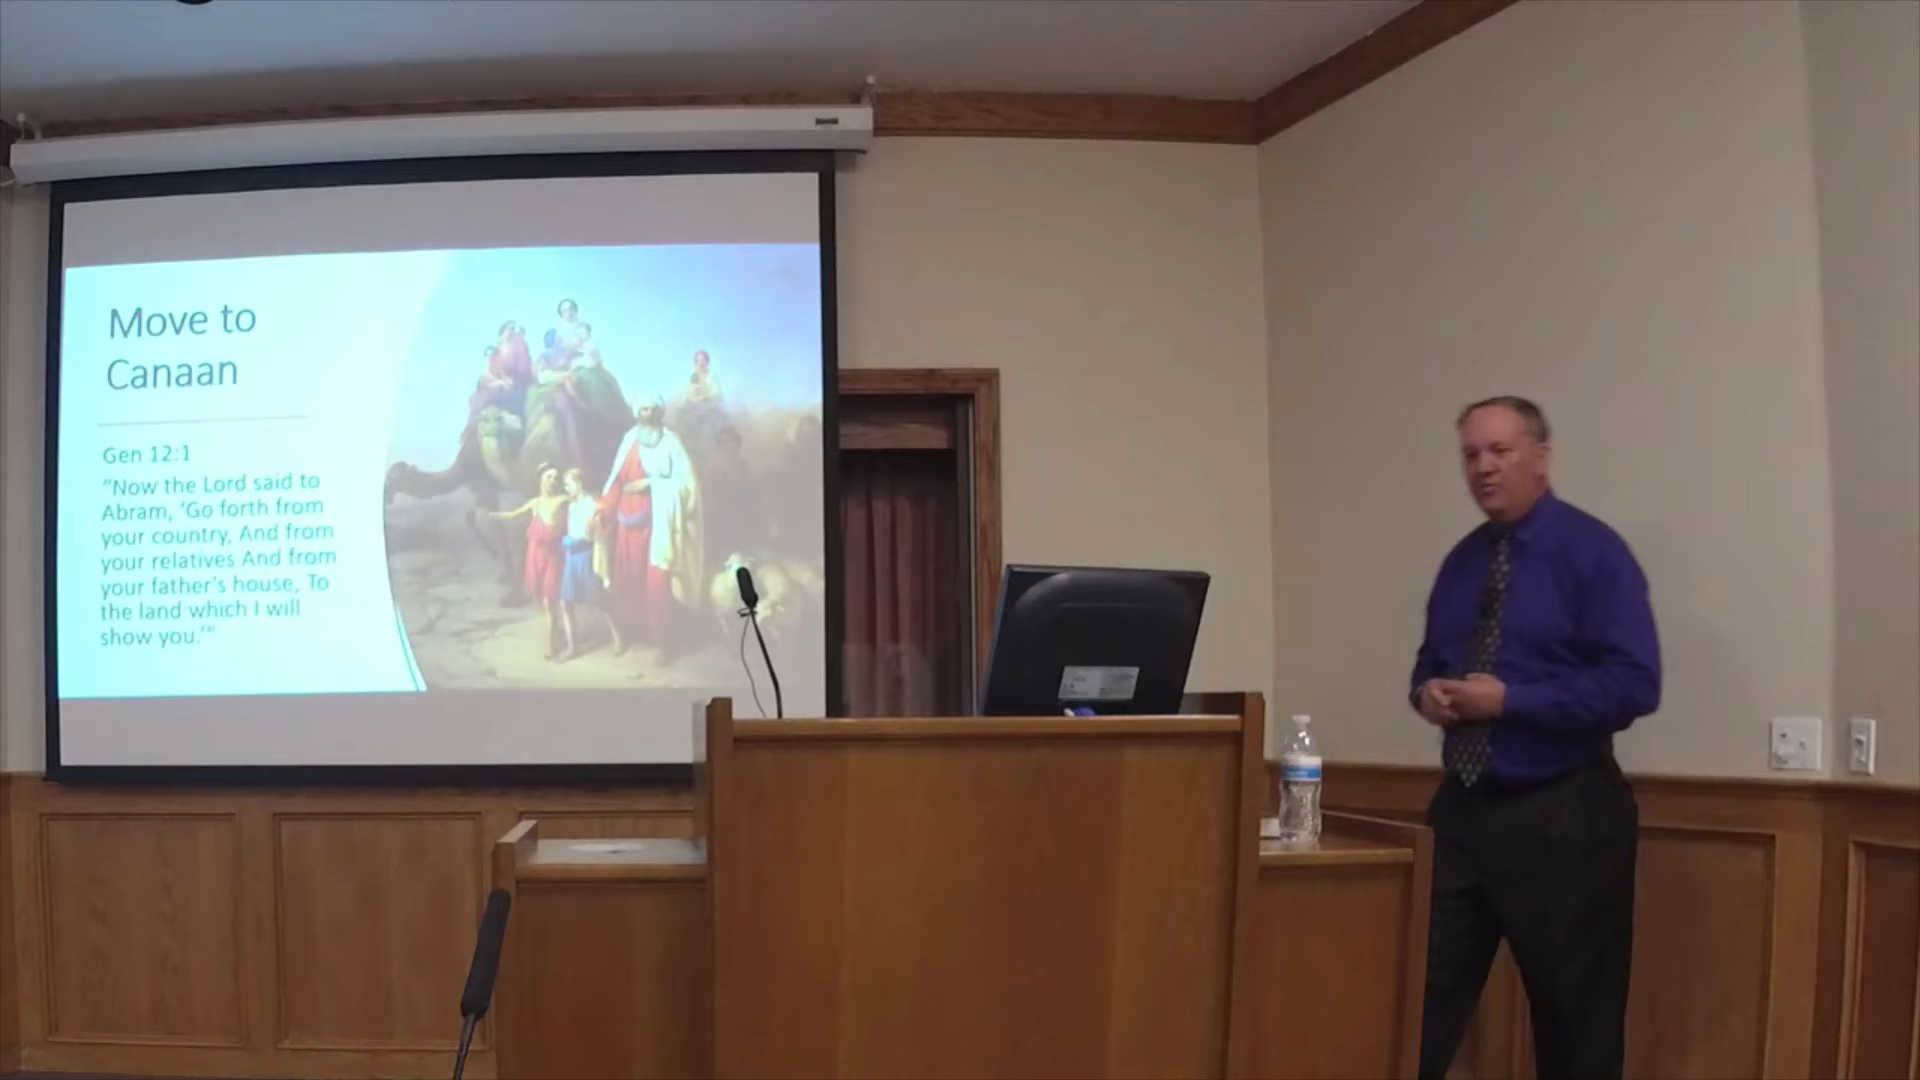 Move to
Canaan
Gen 12:1
“Now the Lord said to
Abram, ‘Go forth from
your country, And from
your relatives And from
your father's house, To
the land which I will
show you.’”